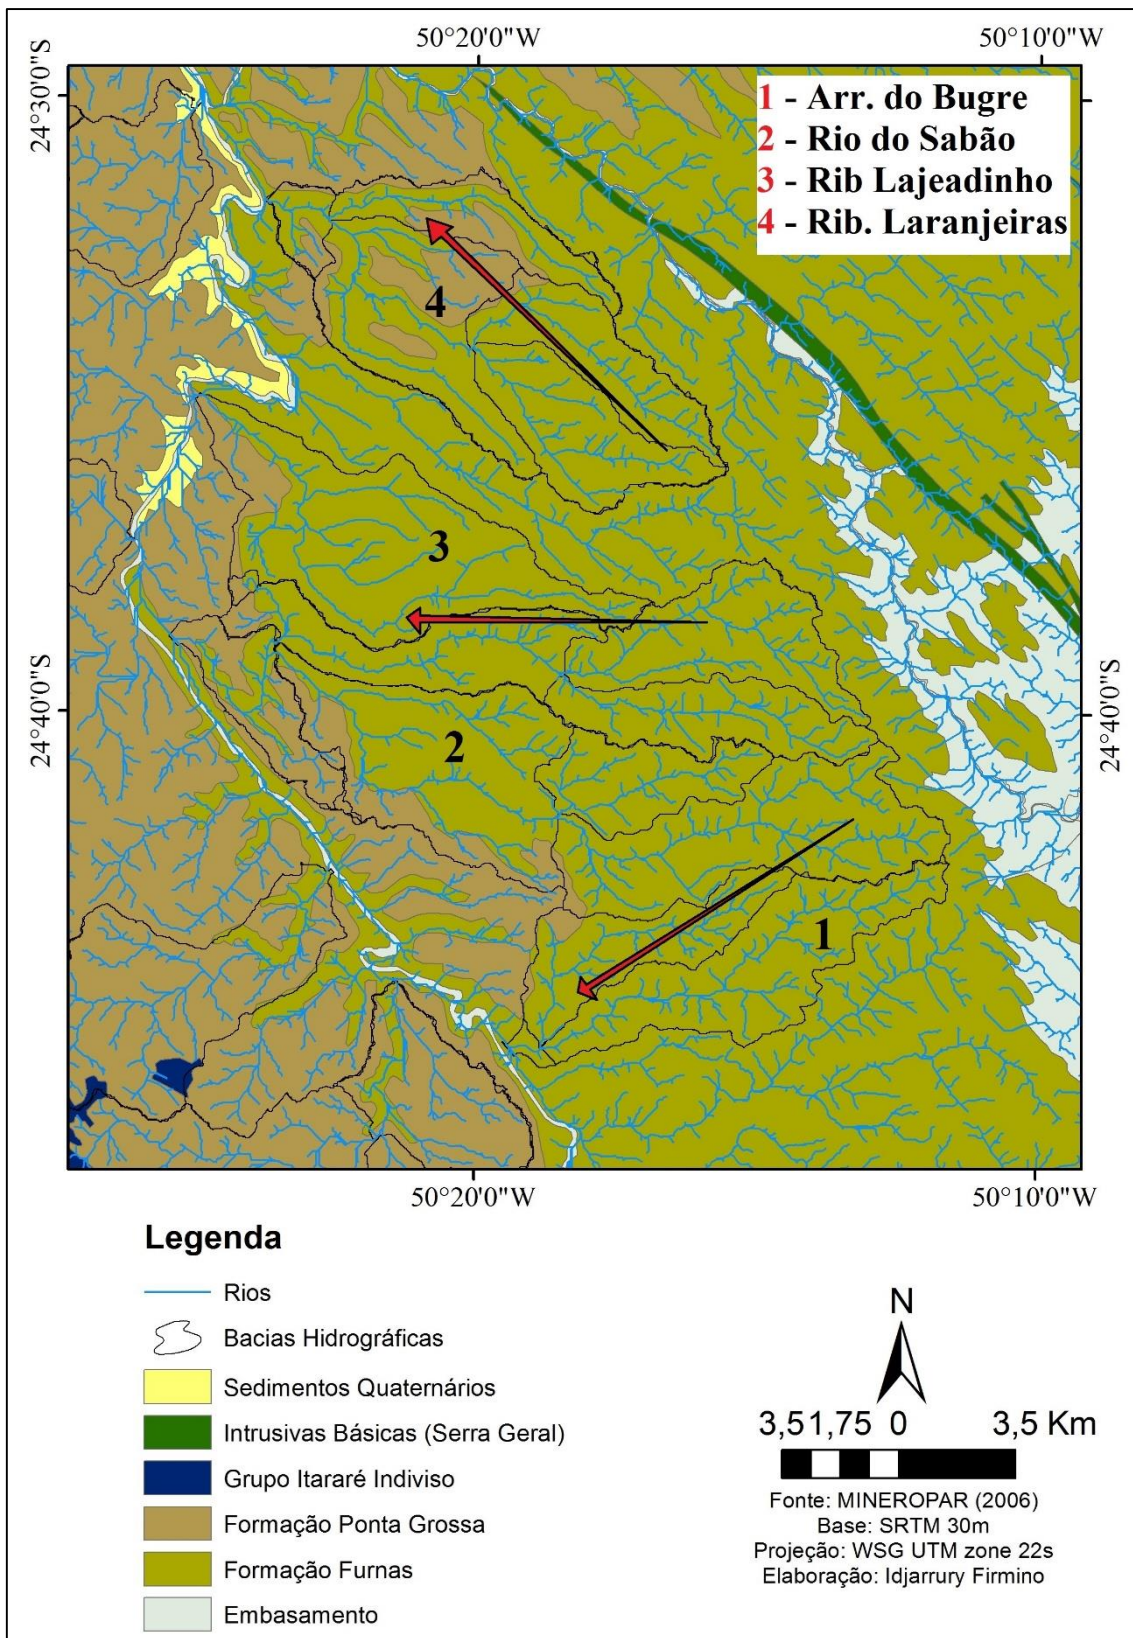 50°20'0"W 50°10'0"W
24°30'0"S
1 - Arr. do Bugre
2 - Rio do Sabão
3 - Rib Lajeadinho
4 - Rib. Laranjeiras
4
3
2
1
24°40'0"S
24°40'0"S
50°20'0"W 50°10'0"W
Legenda
Rios
Bacias Hidrográficas
Sedimentos Quaternários
Intrusivas Básicas (Serra Geral)
Grupo Itararé Indiviso
Formação Ponta Grossa
Formação Furnas
Embasamento
N
3,5 1,75 0 3,5 Km
Fonte: MINEROPAR (2006)
Base: SRTM 30m
Projeção: WSG UTM zone 22s
Elaboração: Idjarrury Firmino